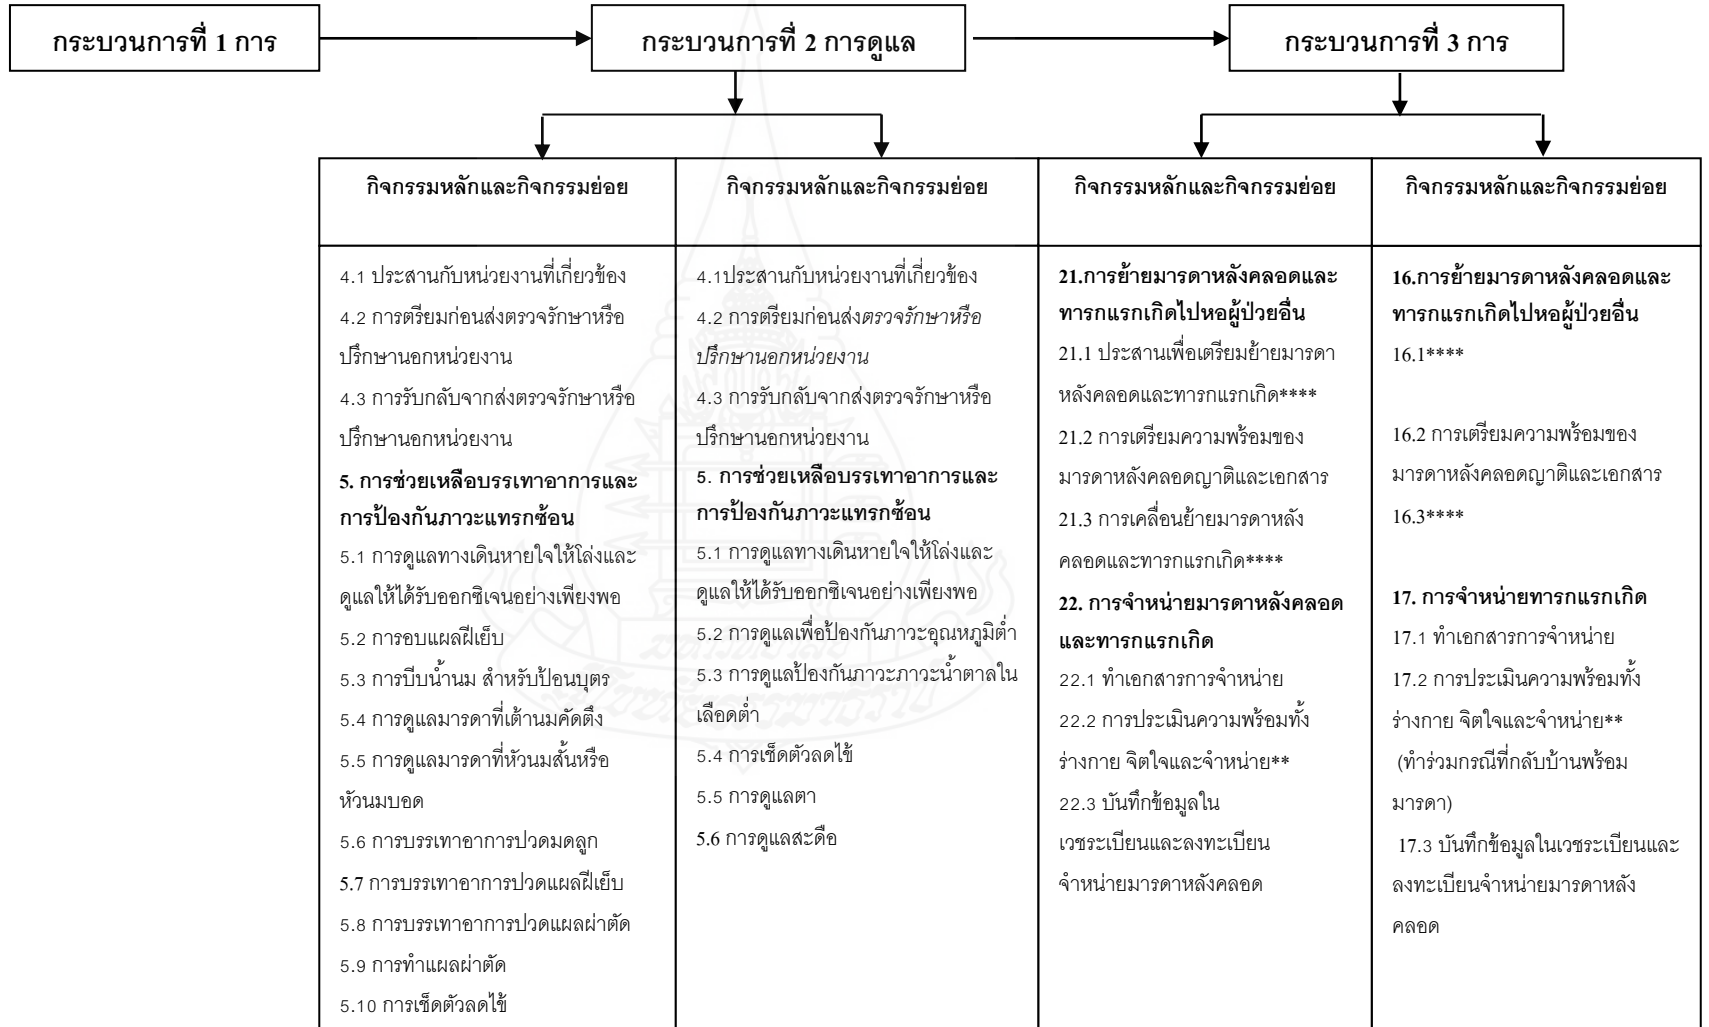 กระบวนการที่ 1 การ
กระบวนการที่ 2 การดูแล
กระบวนการที่ 3 การ
กิจกรรมหลักและกิจกรรมย่อย
4.1 ประสานกับหน่วยงานที่เกี่ยวข้อง
4.2 การตรียมก่อนส่งตรวจรักษาหรือ
ปรึกษานอกหน่วยงาน
4.3 การรับกลับจากส่งตรวจรักษาหรือ
ปรึกษานอกหน่วยงาน
5. การช่วยเหลือบรรเทาอาการและ
การป้องกันภาวะแทรกซ้อน
5.1 การดูแลทางเดินหายใจให้โล่งและ
ดูแลให้ได้รับออกซิเจนอย่างเพียงพอ
5.2 การอบแผลฝีเย็บ
5.3 การบีบน้ำนม สำหรับป้อนบุตร
5.4 การดูแลมารดาที่เต้านมคัดตึง
5.5 การดูแลมารดาที่หัวนมสั้นหรือ
หัวนมบอด
5.6 การบรรเทาอาการปวดมดลูก
5.7 การบรรเทาอาการปวดแผลฝีเย็บ
5.8 การบรรเทาอาการปวดแผลผ่าตัด
5.9 การทำแผลผ่าตัด
5.10 การเช็ดตัวลดไข้
กิจกรรมหลักและกิจกรรมย่อย
4.1ประสานกับหน่วยงานที่เกี่ยวข้อง
4.2 การตรียมก่อนส่งตรวจรักษาหรือ
ปรึกษานอกหน่วยงาน
4.3 การรับกลับจากส่งตรวจรักษาหรือ
ปรึกษานอกหน่วยงาน
5. การช่วยเหลือบรรเทาอาการและ
การป้องกันภาวะแทรกซ้อน
5.1 การดูแลทางเดินหายใจให้โล่งและ
ดูแลให้ได้รับออกซิเจนอย่างเพียงพอ
5.2 การดูแลเพื่อป้องกันภาวะอุณหภูมิต่ำ
5.3 การดูแลป้องกันภาวะภาวะน้ำตาลใน
เลือดต่ำ
5.4 การเช็ดตัวลดไข้
5.5 การดูแลตา
5.6 การดูแลสะดือ
กิจกรรมหลักและกิจกรรมย่อย
21.การย้ายมารดาหลังคลอดและ
ทารกแรกเกิดไปหอผู้ป่วยอื่น
21.1 ประสานเพื่อเตรียมย้ายมารดา
หลังคลอดและทารกแรกเกิด****
21.2 การเตรียมความพร้อมของ
มารดาหลังคลอดญาติและเอกสาร
21.3 การเคลื่อนย้ายมารดาหลัง
คลอดและทารกแรกเกิด****
22. การจำหน่ายมารดาหลังคลอด
และทารกแรกเกิด
22.1 ทำเอกสารการจำหน่าย
22.2 การประเมินความพร้อมทั้ง
ร่างกาย จิตใจและจำหน่าย**
22.3 บันทึกข้อมูลใน
เวชระเบียนและลงทะเบียน
จำหน่ายมารดาหลังคลอด
กิจกรรมหลักและกิจกรรมย่อย
16.การย้ายมารดาหลังคลอดและ
ทารกแรกเกิดไปหอผู้ป่วยอื่น
16.1****
16.2 การเตรียมความพร้อมของ
มารดาหลังคลอดญาติและเอกสาร
16.3****
17. การจำหน่ายทารกแรกเกิด
17.1 ทำเอกสารการจำหน่าย
17.2 การประเมินความพร้อมทั้ง
ร่างกาย จิตใจและจำหน่าย**
(ทำร่วมกรณีที่กลับบ้านพร้อม
มารดา)
17.3 บันทึกข้อมูลในเวชระเบียนและ
ลงทะเบียนจำหน่ายมารดาหลัง
คลอด